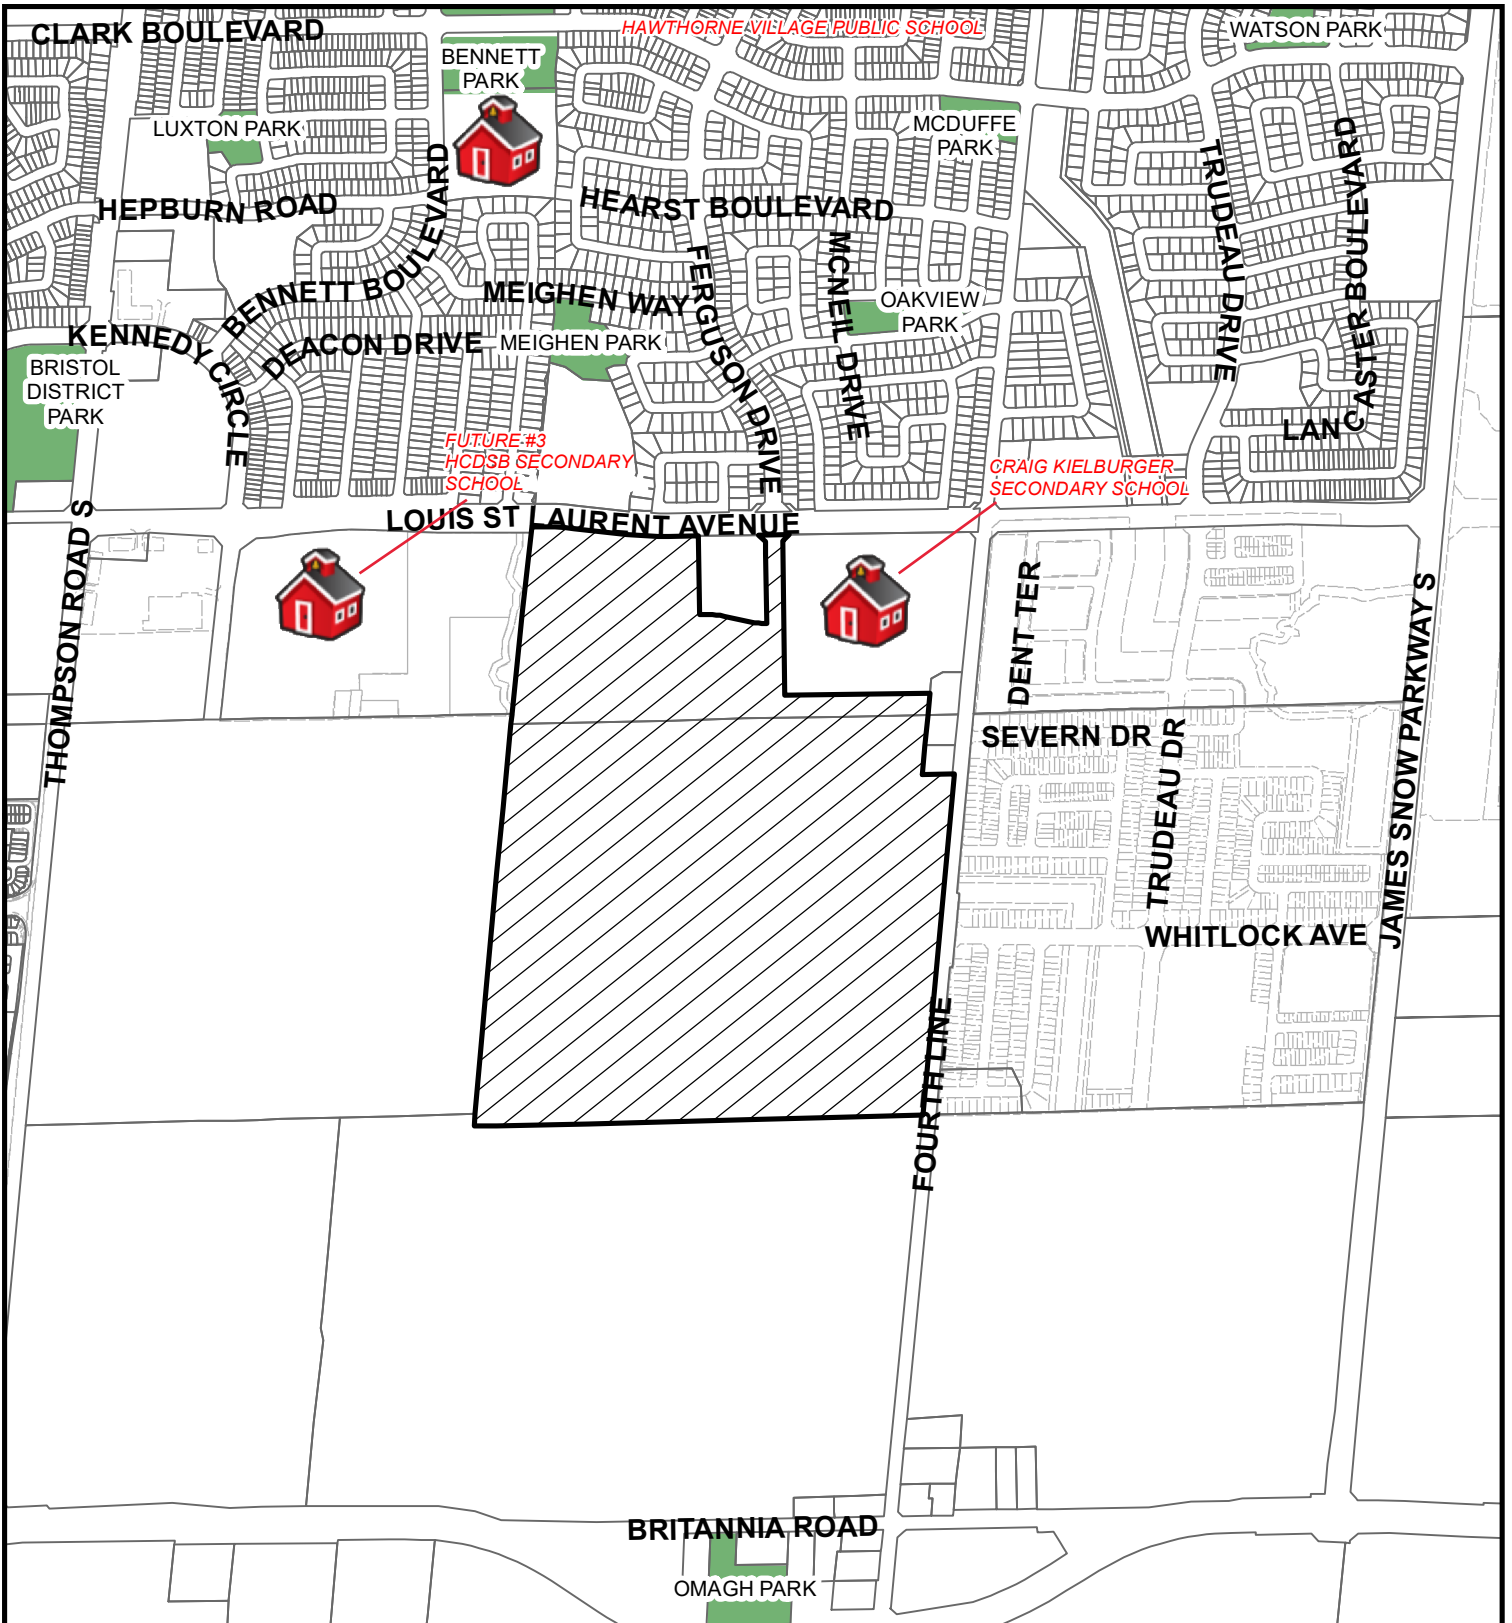 CLARK BOULEVARD
HAWTHORNE VILLAGE PUBLIC SCHOOL
WATSON PARK
BENNETT
PARK
LUXTON PARK
MCDUFFE
PARK
HEPBURN ROAD
HEARST BOULEVARD
BENNETT BOULEVARD
MEIGHEN WAY
FERGUSON DRIVE
MCNEIL DRIVE
OAKVIEW
PARK
TRUDEAU DRIVE
LANCASTER BOULEVARD
KENNEDY CIRCLE
DEACON DRIVE
MEIGHEN PARK
BRISTOL
DISTRICT
PARK
FUTURE #3
HCDSB SECONDARY
SCHOOL
CRAIG KIELBURGER
SECONDARY SCHOOL
LOUIS ST LAURENT AVENUE
THOMPSON ROAD S
DENT TER
JAMES SNOW PARKWAY S
SEVERN DR
TRUDEAU DR
WHITLOCK AVE
FOURTH LINE
BRITANNIA ROAD
OMAGH PARK